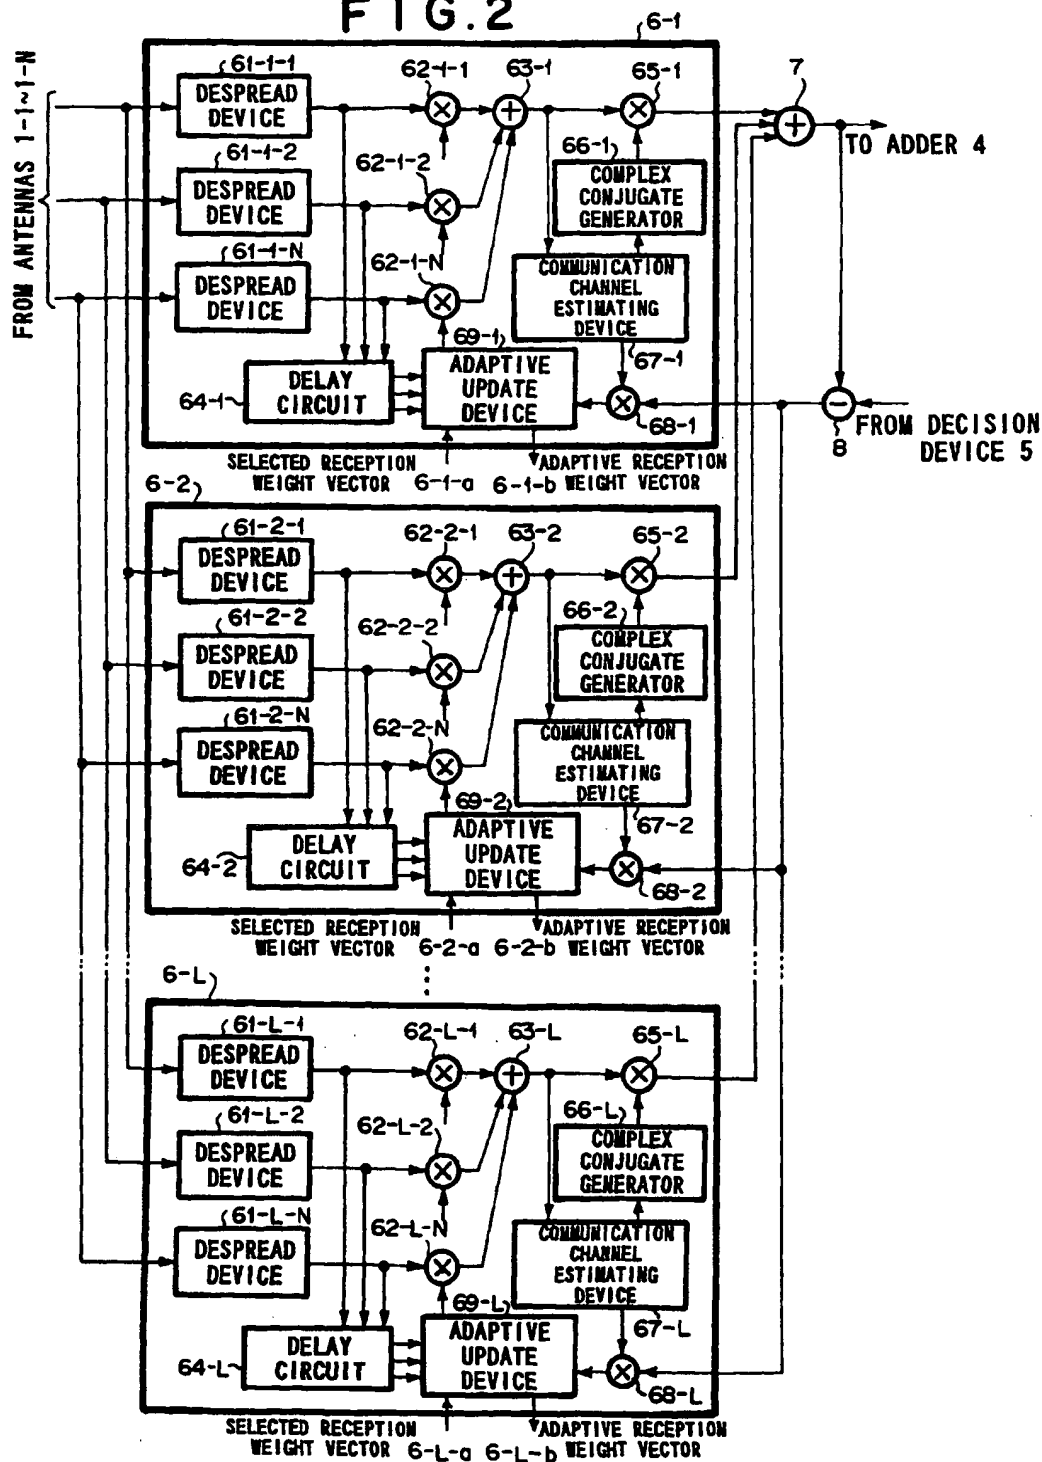 FIG.2
6-1
FROM ANTENNAS 1-1-1~1-N
61-1-1
DESPREAD
DEVICE
62-1-1
63-1
65-1
7
TO ADDER 4
61-1-2
DESPREAD
DEVICE
62-1-2
66-1
COMPLEX
CONJUGATE
GENERATOR
61-1-N
DESPREAD
DEVICE
62-1-N
COMMUNICATION
CHANNEL
ESTIMATING
DEVICE
67-1
69-1
ADAPTIVE
UPDATE
DEVICE
DELAY
CIRCUIT
64-1
68-1
8
FROM DECISION
DEVICE 5
SELECTED RECEPTION
WEIGHT VECTOR
6-1-a
6-1-b
ADAPTIVE RECEPTION
WEIGHT VECTOR
6-2
61-2-1
DESPREAD
DEVICE
62-2-1
63-2
65-2
61-2-2
DESPREAD
DEVICE
62-2-2
66-2
COMPLEX
CONJUGATE
GENERATOR
61-2-N
DESPREAD
DEVICE
62-2-N
COMMUNICATION
CHANNEL
ESTIMATING
DEVICE
67-2
69-2
ADAPTIVE
UPDATE
DEVICE
DELAY
CIRCUIT
64-2
68-2
SELECTED RECEPTION
WEIGHT VECTOR
6-2-a
6-2-b
ADAPTIVE RECEPTION
WEIGHT VECTOR
6-L
61-L-1
DESPREAD
DEVICE
62-L-1
63-L
65-L
61-L-2
DESPREAD
DEVICE
62-L-2
66-L
COMPLEX
CONJUGATE
GENERATOR
61-L-N
DESPREAD
DEVICE
62-L-N
COMMUNICATION
CHANNEL
ESTIMATING
DEVICE
67-L
69-L
ADAPTIVE
UPDATE
DEVICE
DELAY
CIRCUIT
64-L
68-L
SELECTED RECEPTION
WEIGHT VECTOR
6-L-a
6-L-b
ADAPTIVE RECEPTION
WEIGHT VECTOR